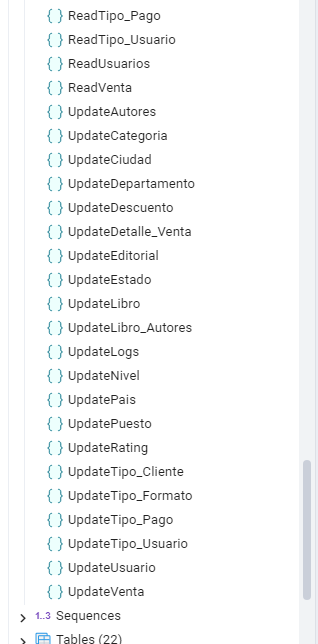 { } ReadTipo_Pago
{ } ReadTipo_Usuario
{ } ReadUsuarios
{ } ReadVenta
{ } UpdateAutores
{ } UpdateCategoria
{ } UpdateCiudad
{ } UpdateDepartamento
{ } UpdateDescuento
{ } UpdateDetalle_Venta
{ } UpdateEditorial
{ } UpdateEstado
{ } UpdateLibro
{ } UpdateLibro_Autores
{ } UpdateLogs
{ } UpdateNivel
{ } UpdatePais
{ } UpdatePuesto
{ } UpdateRating
{ } UpdateTipo_Cliente
{ } UpdateTipo_Formato
{ } UpdateTipo_Pago
{ } UpdateTipo_Usuario
{ } UpdateUsuario
{ } UpdateVenta
1..3 Sequences
Tables (22)